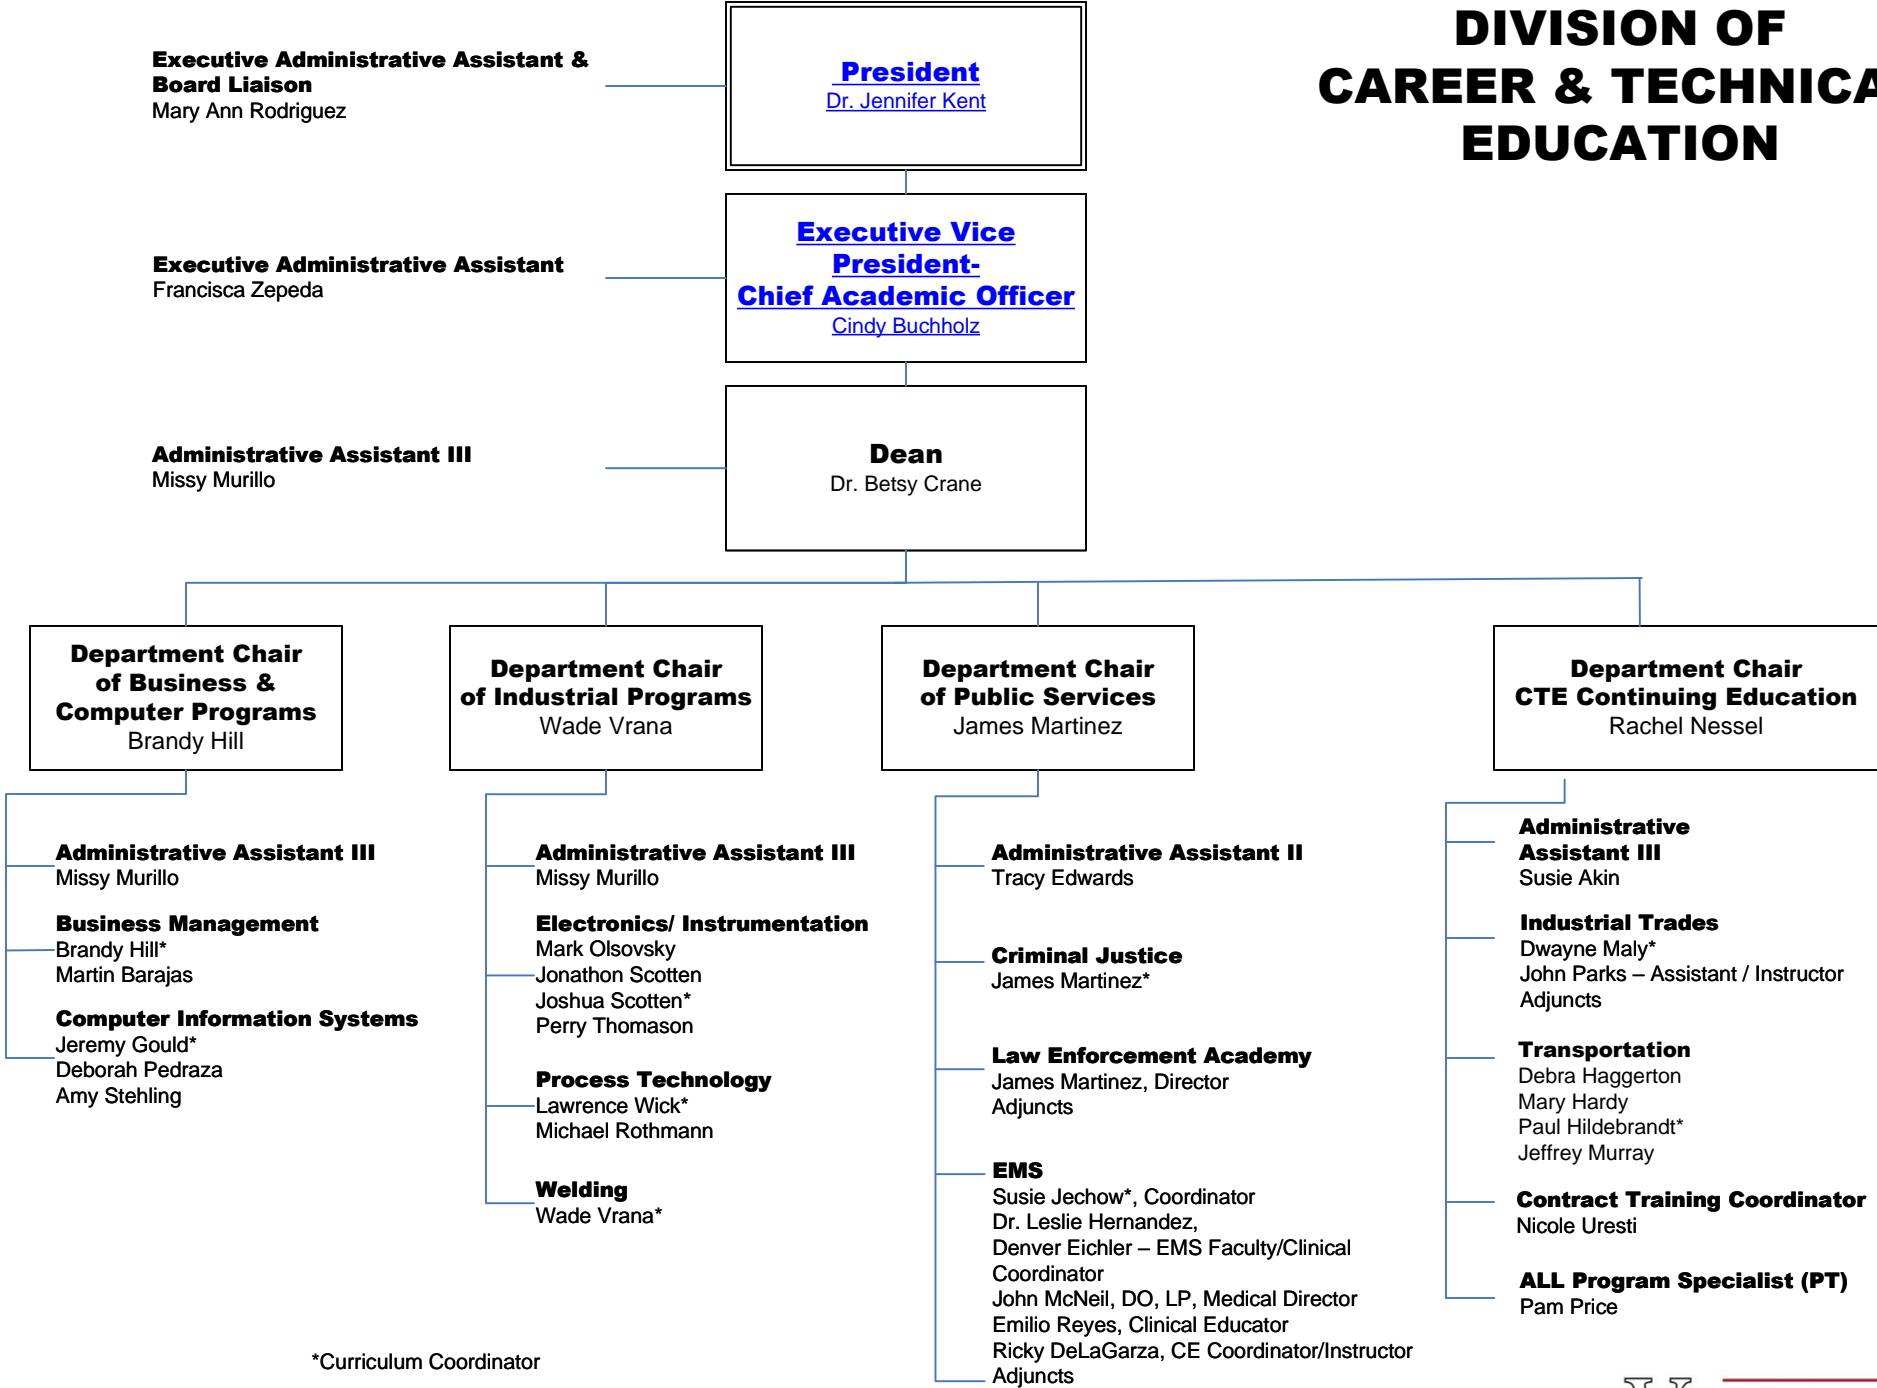 DIVISION OF
CAREER & TECHNICA
EDUCATION
Executive Administrative Assistant &
Board Liaison
Mary Ann Rodriguez
President
Dr. Jennifer Kent
Executive Administrative Assistant
Francisca Zepeda
Executive Vice
President-
Chief Academic Officer
Cindy Buchholz
Administrative Assistant III
Missy Murillo
Dean
Dr. Betsy Crane
Department Chair
of Business &
Computer Programs
Brandy Hill
Administrative Assistant III
Missy Murillo
Business Management
Brandy Hill*
Martin Barajas
Computer Information Systems
Jeremy Gould*
Deborah Pedraza
Amy Stehling
Department Chair
of Industrial Programs
Wade Vrana
Administrative Assistant III
Missy Murillo
Electronics/ Instrumentation
Mark Olsovsky
Jonathon Scotten
Joshua Scotten*
Perry Thomason
Process Technology
Lawrence Wick*
Michael Rothmann
Welding
Wade Vrana*
Department Chair
of Public Services
James Martinez
Administrative Assistant II
Tracy Edwards
Criminal Justice
James Martinez*
Law Enforcement Academy
James Martinez, Director
Adjuncts
EMS
Susie Jechow*, Coordinator
Dr. Leslie Hernandez,
Denver Eichler – EMS Faculty/Clinical
Coordinator
John McNeil, DO, LP, Medical Director
Emilio Reyes, Clinical Educator
Ricky DeLaGarza, CE Coordinator/Instructor
Adjuncts
Department Chair
CTE Continuing Education
Rachel Nessel
Administrative
Assistant III
Susie Akin
Industrial Trades
Dwayne Maly*
John Parks – Assistant / Instructor
Adjuncts
Transportation
Debra Haggerton
Mary Hardy
Paul Hildebrandt*
Jeffrey Murray
Contract Training Coordinator
Nicole Uresti
ALL Program Specialist (PT)
Pam Price
*Curriculum Coordinator